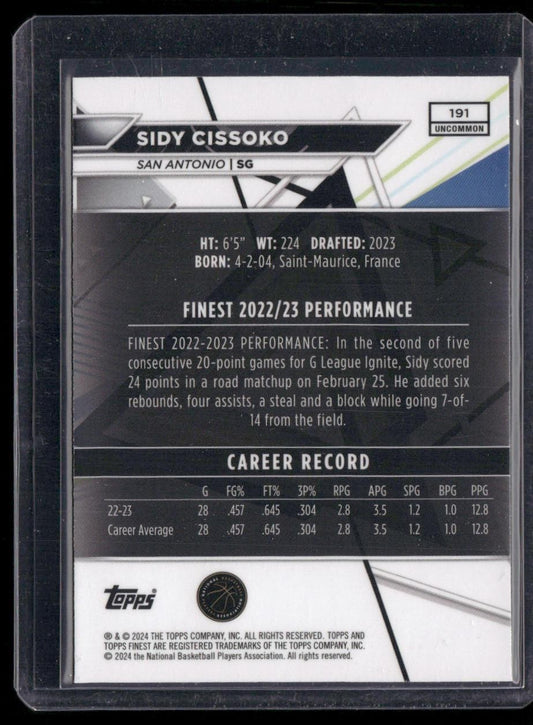 191
UNCOMMON
SIDY CISSOKO
SAN ANTONIO | SG
HT: 6'5" WT: 224 DRAFTED: 2023
BORN: 4-2-04, Saint-Maurice, France
FINEST 2022/23 PERFORMANCE
FINEST 2022-2023 PERFORMANCE: In the second of five
consecutive 20-point games for G League Ignite, Sidy scored
24 points in a road matchup on February 25. He added six
rebounds, four assists, a steal and a block while going 7-of-
14 from the field.
CAREER RECORD
G FG% FT% 3P% RPG APG SPG BPG PPG
22-23 28 .457 .645 .304 2.8 3.5 1.2 1.0 12.8
Career Average 28 .457 .645 .304 2.8 3.5 1.2 1.0 12.8
Topps
® & © 2024 THE TOPPS COMPANY, INC. ALL RIGHTS RESERVED. TOPPS AND
TOPPS FINEST ARE REGISTERED TRADEMARKS OF THE TOPPS COMPANY, INC.
© 2024 the National Basketball Players Association. All rights reserved.